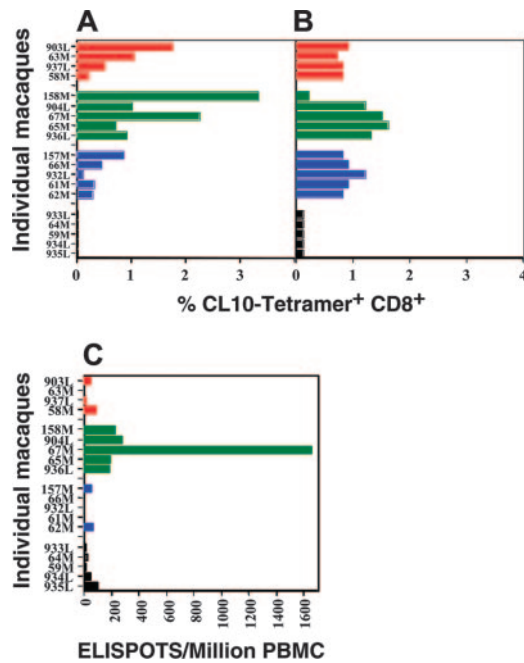 A
B
Individual macaques
903L
63M
937L
58M
158M
904L
67M
65M
936L
157M
66M
932L
61M
62M
933L
64M
59M
934L
935L
0 1 2 3 0 1 2 3 4
% CL10-Tetramer+ CD8+
C
Individual macaques
903L
63M
937L
58M
158M
904L
67M
65M
936L
157M
66M
932L
61M
62M
933L
64M
59M
934L
935L
0 200 400 600 800 1000 1200 1400 1600
ELISPOTS/Million PBMC